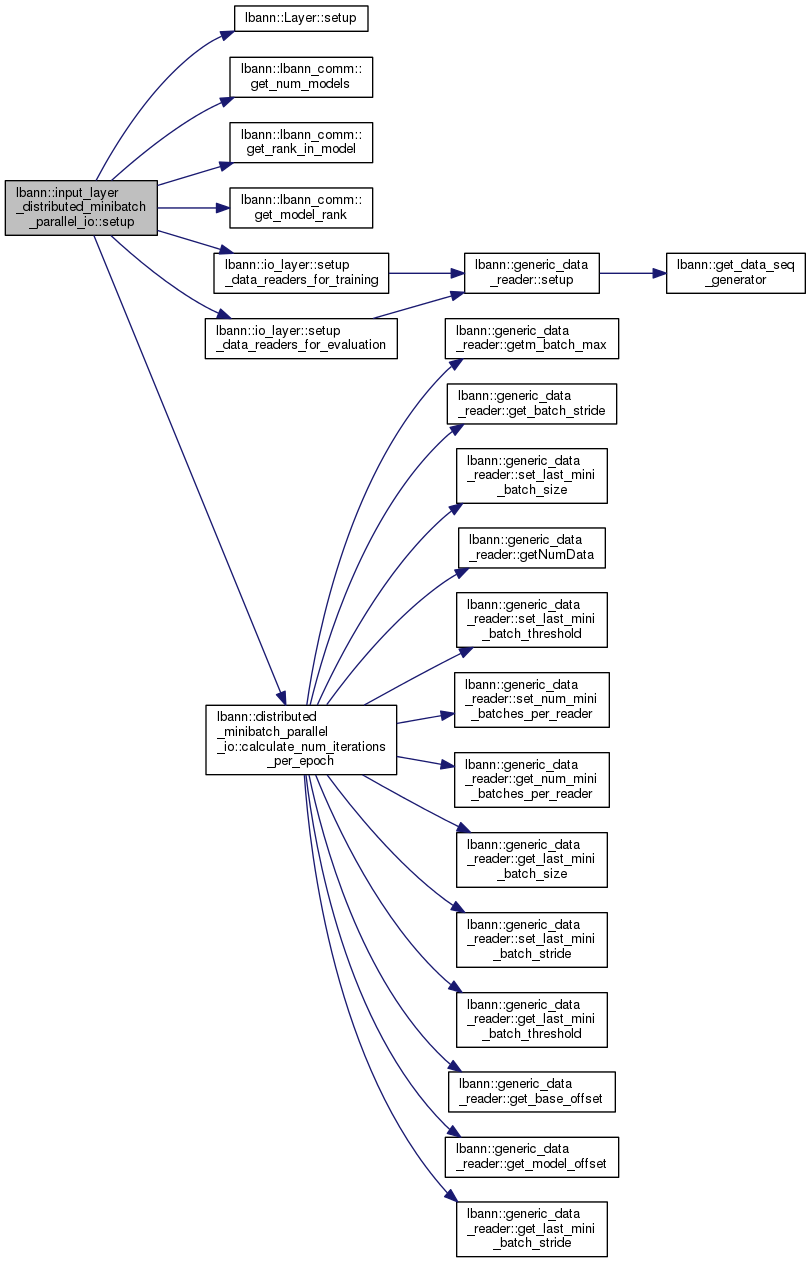 lbann::Layer::setup
lbann::lbann_comm::
get_num_models
lbann::lbann_comm::
get_rank_in_model
lbann::input_layer
_distributed_minibatch
_parallel_io::setup
lbann::lbann_comm::
get_model_rank
lbann::io_layer::setup
_data_readers_for_training
lbann::generic_data
_reader::setup
lbann::get_data_seq
_generator
lbann::io_layer::setup
_data_readers_for_evaluation
lbann::generic_data
_reader::getm_batch_max
lbann::generic_data
_reader::get_batch_stride
lbann::generic_data
_reader::set_last_mini
_batch_size
lbann::generic_data
_reader::getNumData
lbann::generic_data
_reader::set_last_mini
_batch_threshold
lbann::generic_data
_reader::set_num_mini
_batches_per_reader
lbann::distributed
_minibatch_parallel
_io::calculate_num_iterations
_per_epoch
lbann::generic_data
_reader::get_num_mini
_batches_per_reader
lbann::generic_data
_reader::get_last_mini
_batch_size
lbann::generic_data
_reader::set_last_mini
_batch_stride
lbann::generic_data
_reader::get_last_mini
_batch_threshold
lbann::generic_data
_reader::get_base_offset
lbann::generic_data
_reader::get_model_offset
lbann::generic_data
_reader::get_last_mini
_batch_stride